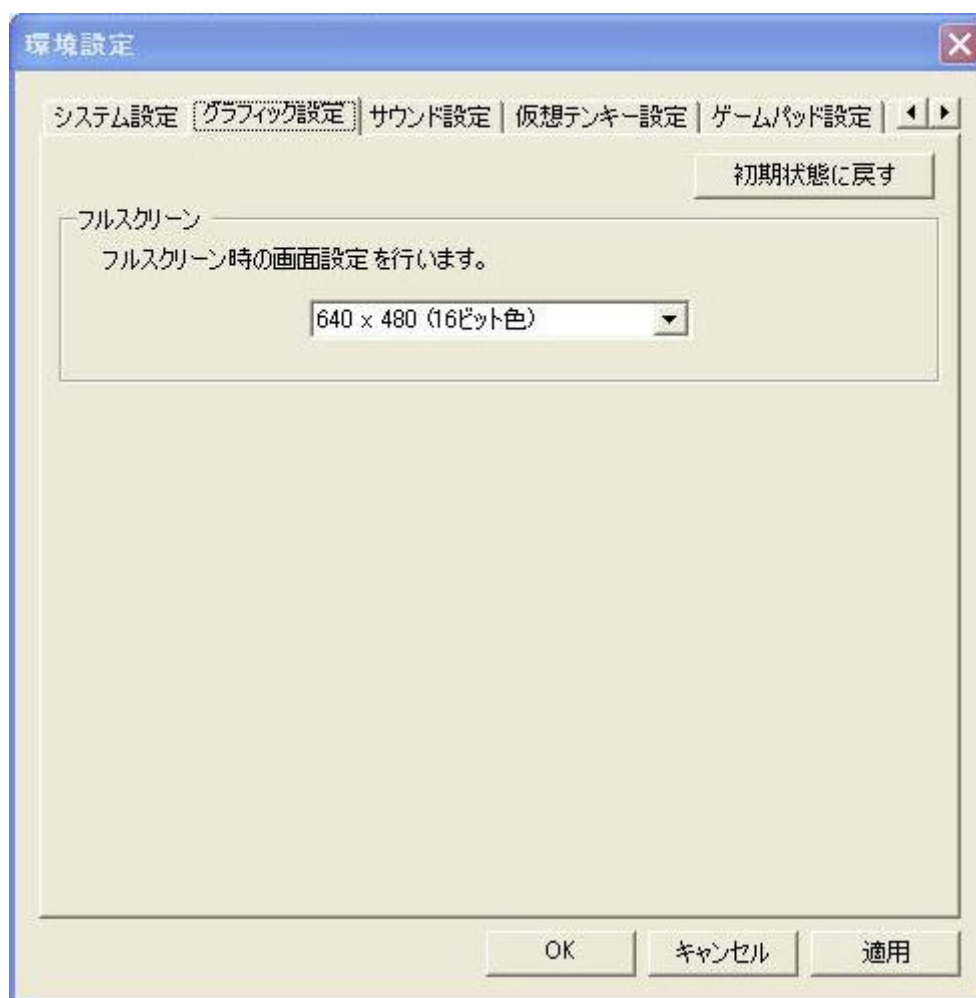 環境設定
システム設定 グラフィック設定 サウンド設定 仮想テンキー設定 ゲームパッド設定
初期状態に戻す
フルスクリーン
フルスクリーン時の画面設定を行います。
640 x 480 (16ビット色)
OK キャンセル 適用